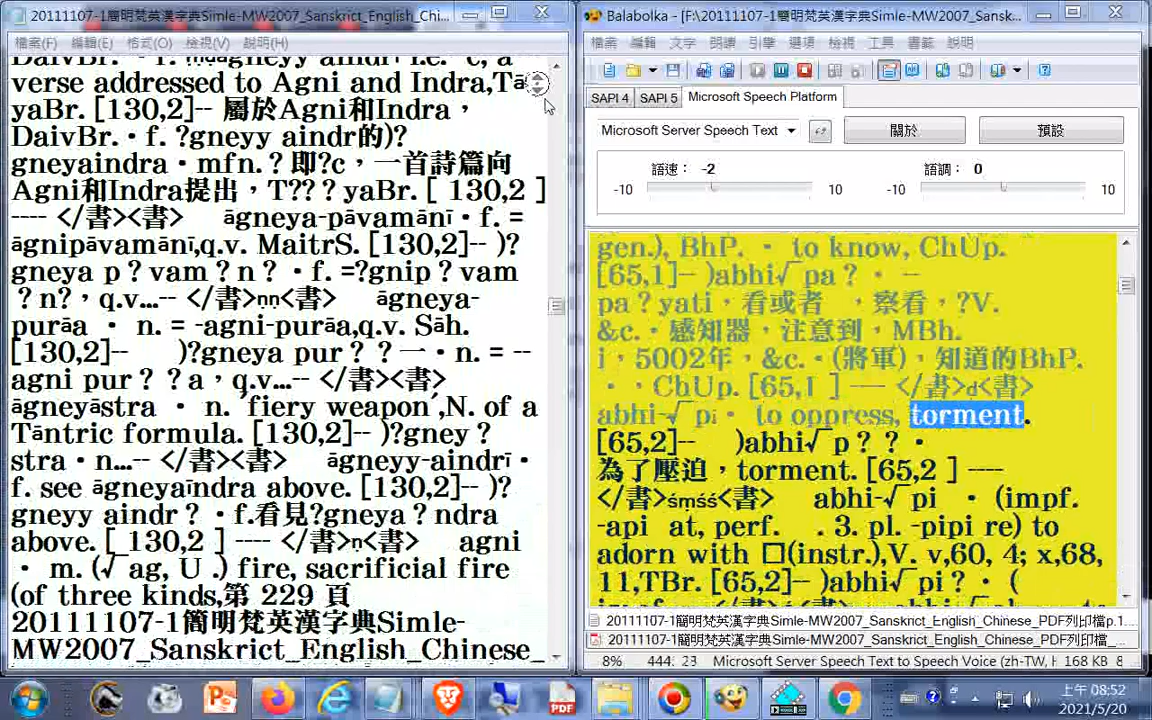 20111107-1簡明梵英漢字典Simle-MW2007_Sanskrict_English_Chi...
檔案(F) 編輯(E) 格式(O) 檢視(V) 說明(H)
verse addressed to Agni and Indra,Tā
yaBr. [130,2]-- 屬於Agni和Indra，
DaivBr.‧f. ?gneyy aindr的)?
gneyaindra‧mfn.？即?c，一首詩篇向
Agni和Indra提出，T???yaBr. [ 130,2 ]
---- </書><書> āgneya-pāvamānī‧f. =
āgnipāvamānī,q.v. MaitrS. [130,2]-- )?
gneya p？vam？n？‧f. =?gnip？vam
？n?，q.v...-- </書>ṇṇ<書> āgneya-
purāa ‧ n. = -agni-purāa,q.v. Sāh.
[130,2]-- )?gneya pur？？一‧n. = --
agni pur？？a，q.v...-- </書><書>
āgneyāstra ‧ n. 'fiery weapon',N. of a
Tāntric formula. [130,2]-- )?gney？
stra‧n...-- </書><書> āgneyy-aindrī‧
f. see āgneyaīndra above. [130,2]-- )?
gneyy aindr？‧f.看見?gneya？ndra
above. [ 130,2 ] ---- </書>ṇ<書> agni
‧ m. (√ag, U .) fire, sacrificial fire
(of three kinds,第 229 頁
20111107-1簡明梵英漢字典Simle-
MW2007_Sanskrict_English_Chinese_
Balabolka - [F:\20111107-1簡明梵英漢字典Simle-MW2007_Sansk...
檔案 編輯 文字 朗讀 引擎 選項 檢視 工具 書籤 說明
SAPI 4 SAPI 5 Microsoft Speech Platform
Microsoft Server Speech Text 關於 預設
語速： -2 語調： 0
-10 10 -10 10
gen.), BhP. ‧ to know, ChUp.
[65,1]-- )abhi√pa？‧ --
pa？yati，看或者 ，察看，?V.
&c.‧感知器，注意到，MBh.
i，5002年，&c.‧(將軍)，知道的BhP.
‧，ChUp. [65,1 ] ---- </書>d<書>
abhi-√pi‧ to oppress, torment.
[65,2]-- )abhi√p？？‧
為了壓迫，torment. [65,2 ] ----
</書>śṃśś<書> abhi-√pi ‧ (impf.
-api at, perf. . 3. pl. -pipi re) to
adorn with □(instr.),V. v,60, 4; x,68,
11,TBr. [65,2]-- )abhi√pi？‧ (
20111107-1簡明梵英漢字典Simle-MW2007_Sanskrict_English_Chinese_PDF列印檔p.1...
20111107-1簡明梵英漢字典Simle-MW2007_Sanskrict_English_Chinese_PDF列印檔_...
8% 444: 23 Microsoft Server Speech Text to Speech Voice (zh-TW, H 168 KB 8
上午 08:52
2021/5/20